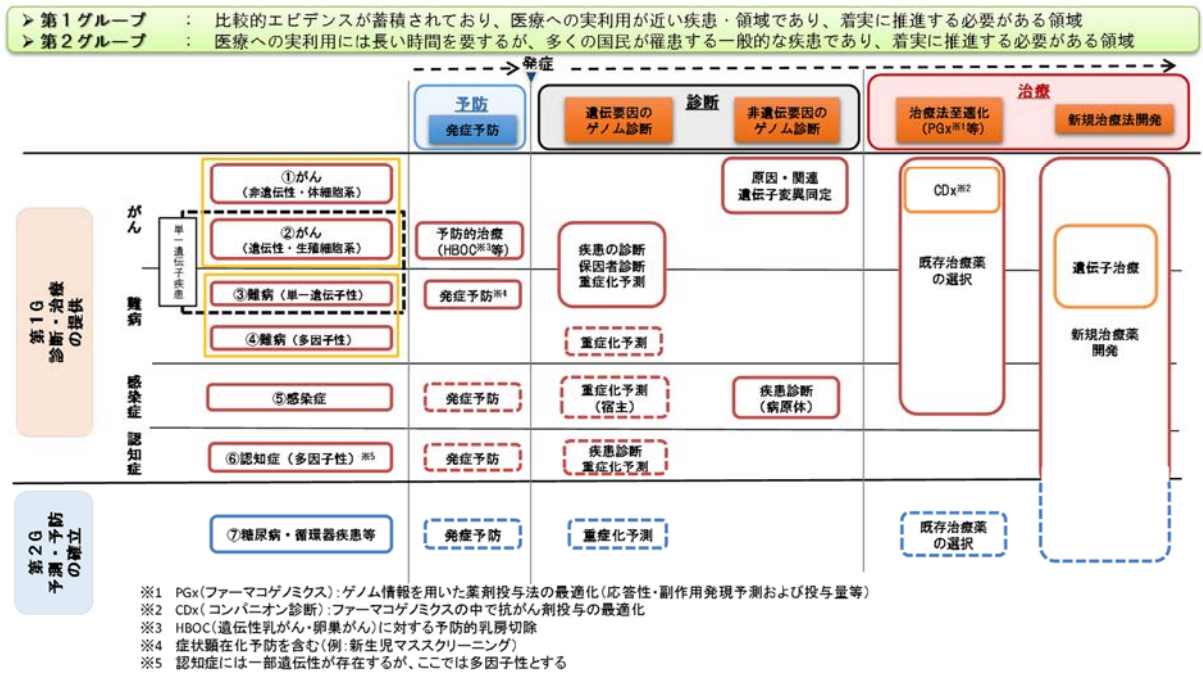 ➢ 第１グループ ： 比較的エビデンスが蓄積されており、医療への実利用が近い疾患・領域であり、着実に推進する必要がある領域
➢ 第２グループ ： 医療への実利用には長い時間を要するが、多くの国民が罹患する一般的な疾患であり、着実に推進する必要がある領域
発症
予防
発症予防
診断
遺伝要因の
ゲノム診断
非遺伝要因の
ゲノム診断
治療
治療法至適化
(PGx※1等)
新規治療法開発
第１G
診断・治療
の提供
がん
単一遺伝子疾患
①がん
(非遺伝性・体細胞系)
原因・関連
遺伝子変異同定
CDx※2
②がん
(遺伝性・生殖細胞系)
予防的治療
(HBOC※3等)
疾患の診断
保因者診断
重症化予測
既存治療薬
の選択
遺伝子治療
難病
③難病（単一遺伝子性）
発症予防※4
④難病（多因子性）
重症化予測
新規治療薬
開発
感染症
⑤感染症
発症予防
重症化予測
(宿主)
疾患診断
(病原体)
認知症
⑥認知症（多因子性）※5
発症予防
疾患診断
重症化予測
第２G
予測・予防
の確立
⑦糖尿病・循環器疾患等
発症予防
重症化予測
既存治療薬
の選択
※1 PGx(ファーマコゲノミクス):ゲノム情報を用いた薬剤投与法の最適化(応答性・副作用発現予測および投与量等)
※2 CDx(コンパニオン診断):ファーマコゲノミクスの中で抗がん剤投与の最適化
※3 HBOC(遺伝性乳がん・卵巣がん)に対する予防的乳房切除
※4 症状顕在化予防を含む(例:新生児マススクリーニング)
※5 認知症には一部遺伝性が存在するが、ここでは多因子性とする